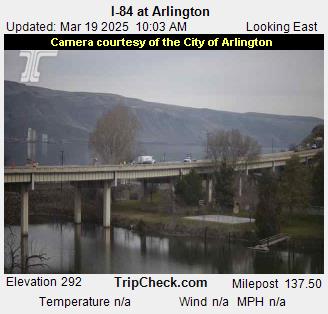 I-84 at Arlington
Updated: Mar 19 2025 10:03 AM Looking East
Camera courtesy of the City of Arlington
Elevation 292 TripCheck.com Milepost 137.50
Temperature n/a Wind n/a MPH n/a